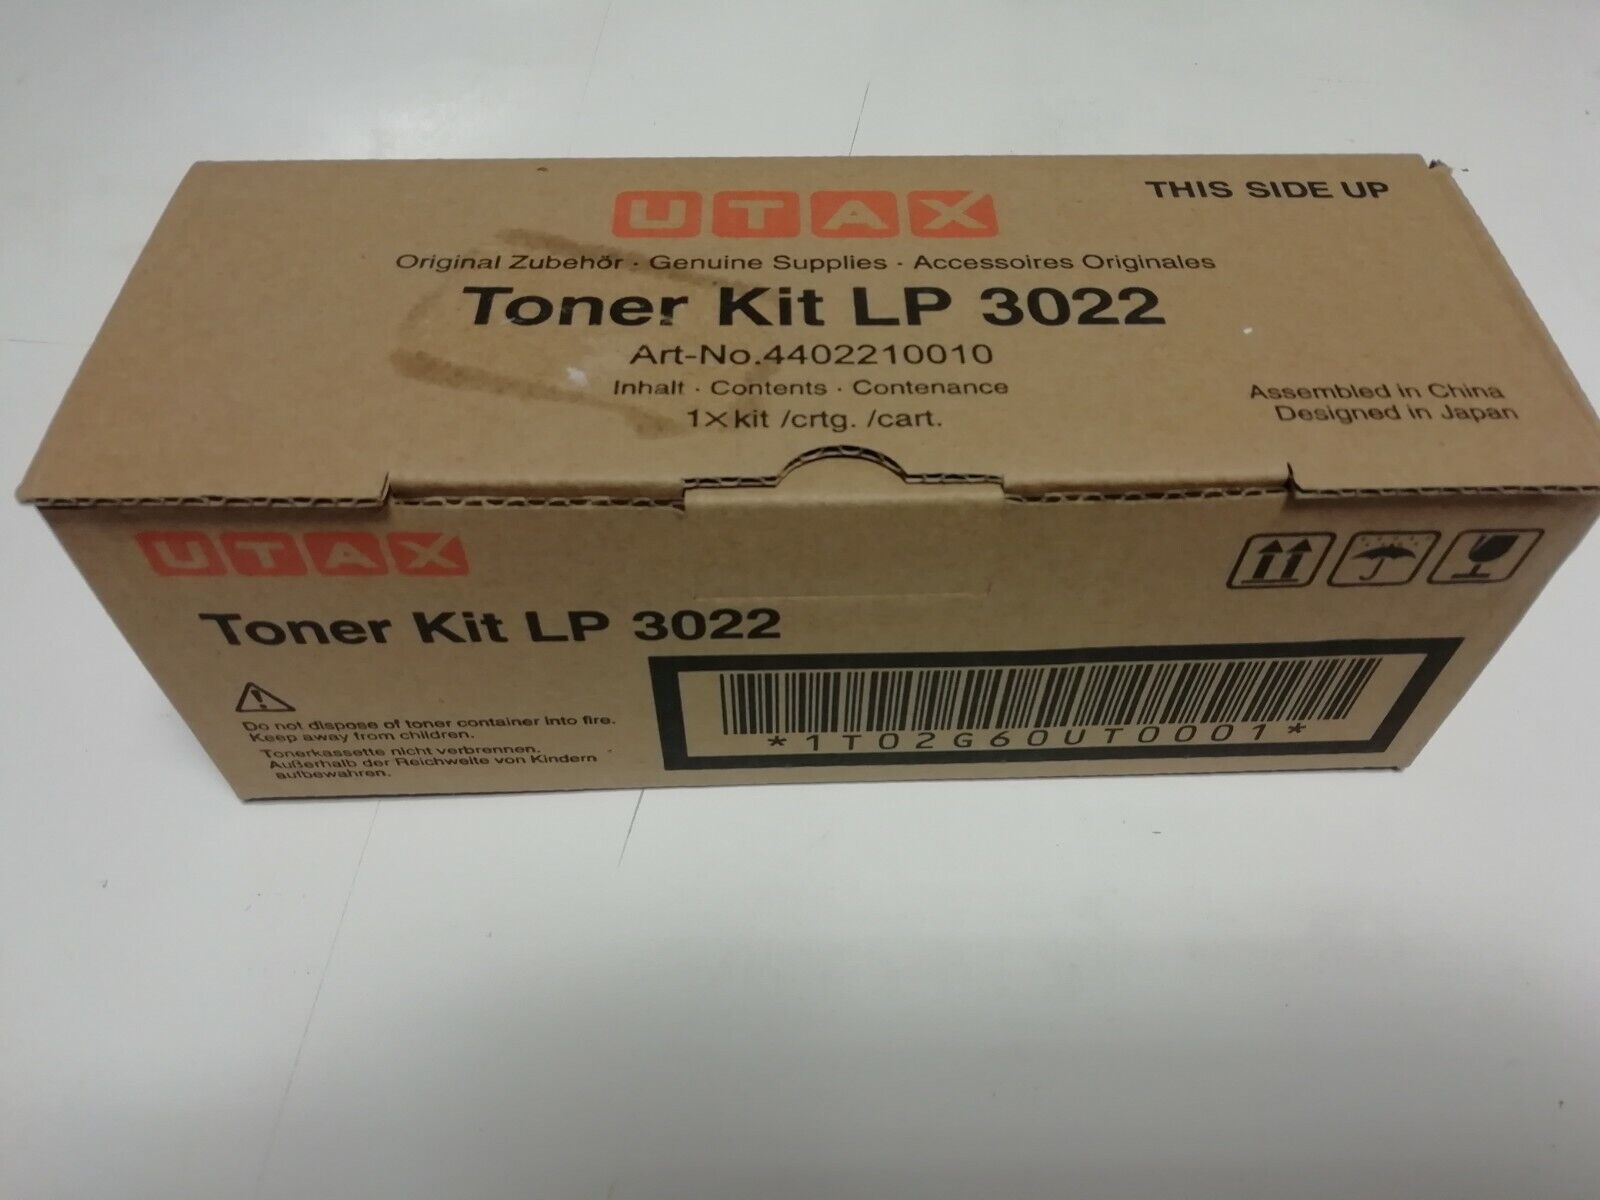 UTAX
THIS SIDE UP
Original Zubehör · Genuine Supplies · Accessoires Originales
Toner Kit LP 3022
Art-No.4402210010
Inhalt · Contents · Contenance
1×kit /crtg. /cart.
Assembled in China
Designed in Japan
UTAX
Toner Kit LP 3022
Do not dispose of toner container into fire.
Keep away from children.
Tonerkassette nicht verbrennen.
Außerhalb der Reichweite von Kindern
aufbewahren.
*1T02G60UT0001*